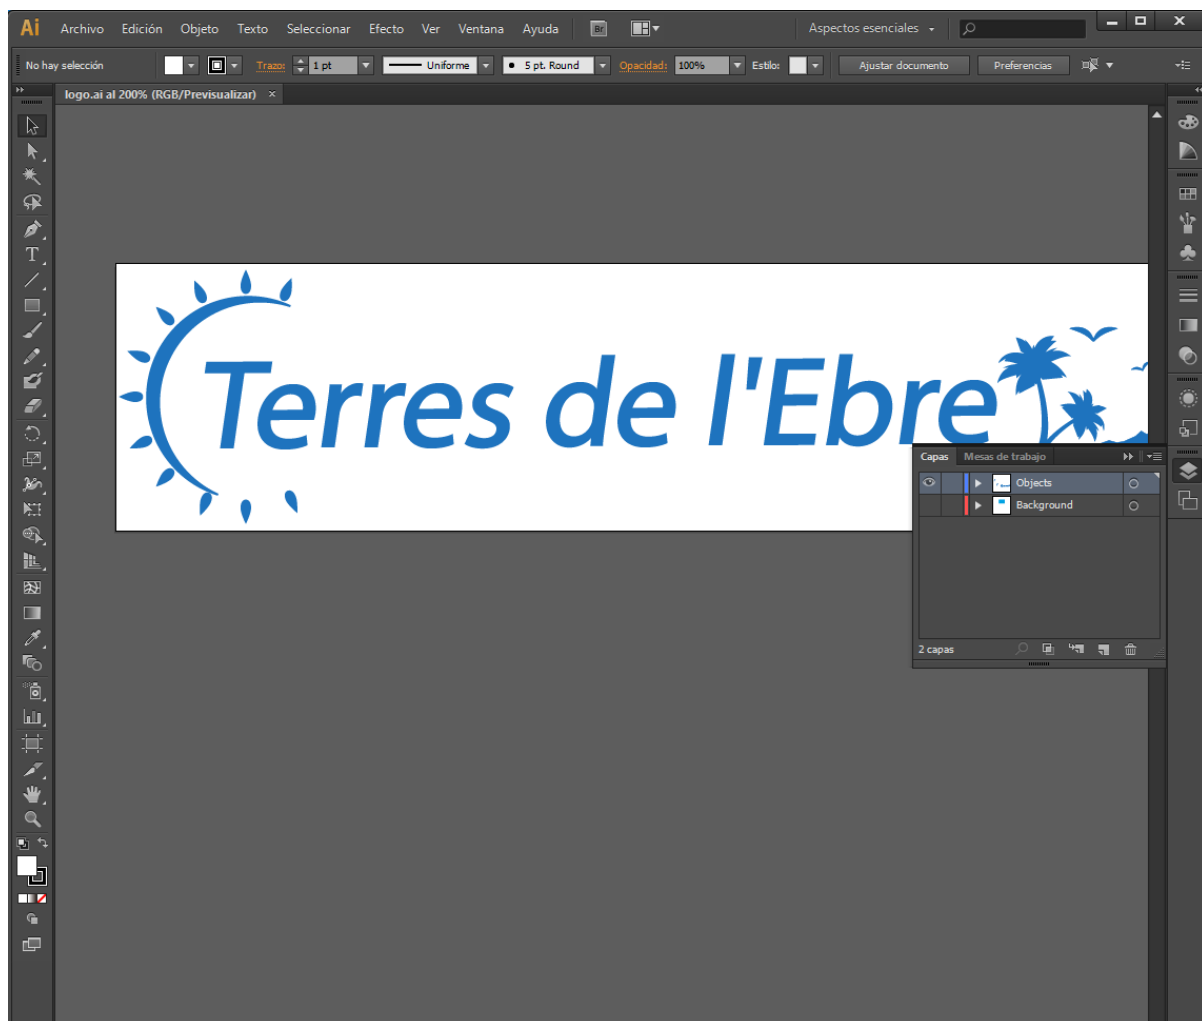 Ai Archivo Edición Objeto Texto Seleccionar Efecto Ver Ventana Ayuda Br Aspectos esenciales
No hay selección Trazo: 1 pt Uniforme 5 pt. Round Opacidad: 100% Estilo: Ajustar documento Preferencias
logo.ai al 200% (RGB/Previsualizar) ×
Terres de l'Ebre
Capas Mesas de trabajo
Objects
Background
2 capas